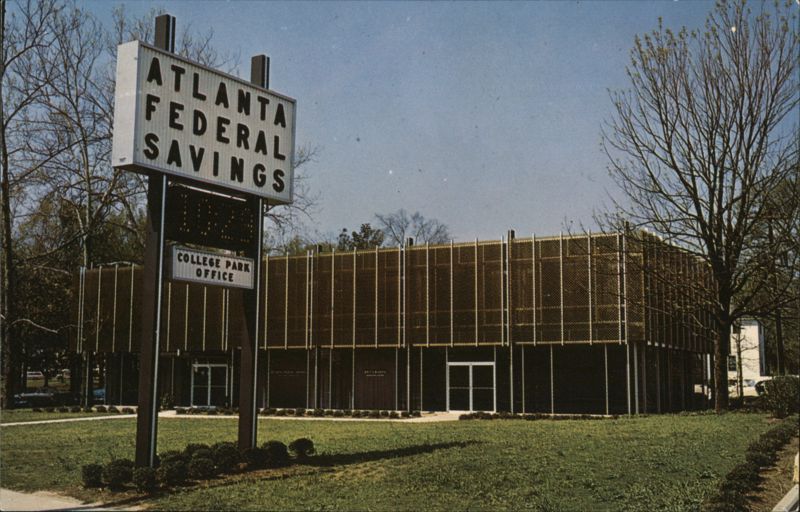 ATLANTA
FEDERAL
SAVINGS
COLLEGE PARK
OFFICE